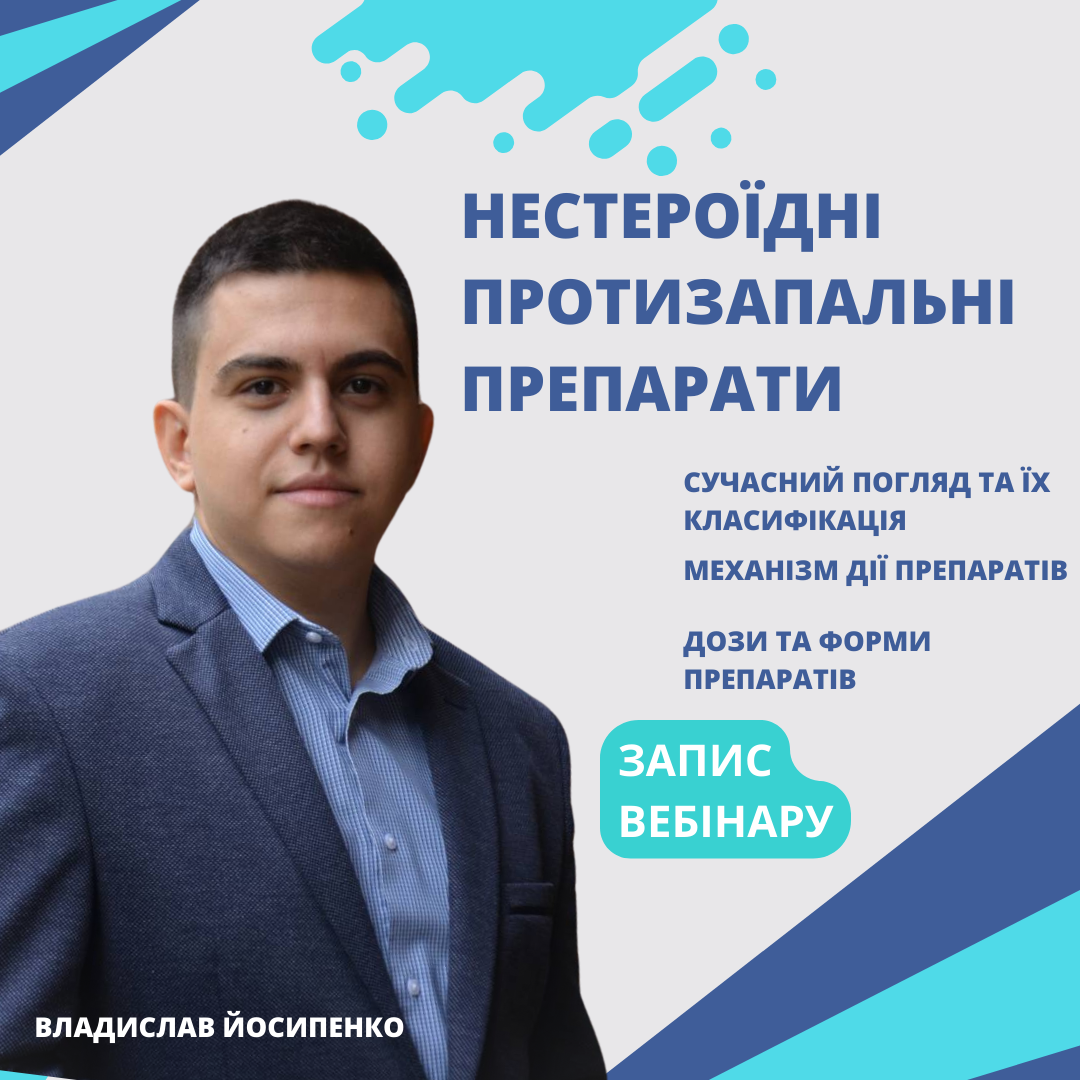 НЕСТЕРОЇДНІ
ПРОТИЗАПАЛЬНІ
ПРЕПАРАТИ
СУЧАСНИЙ ПОГЛЯД ТА ЇХ
КЛАСИФІКАЦІЯ
МЕХАНІЗМ ДІЇ ПРЕПАРАТІВ
ДОЗИ ТА ФОРМИ
ПРЕПАРАТІВ
ЗАПИС
ВЕБІНАРУ
ВЛАДИСЛАВ ЙОСИПЕНКО